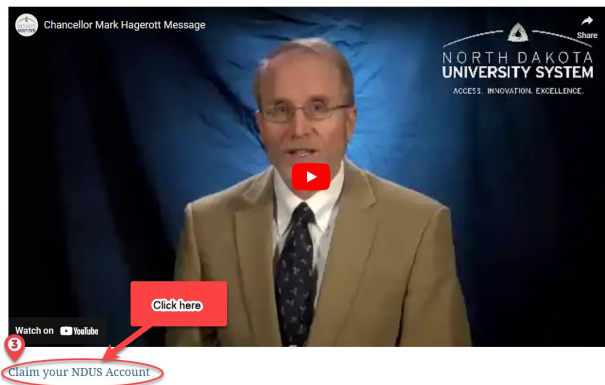 Chancellor Mark Hagerott Message
Share
NORTH DAKOTA
UNIVERSITY SYSTEM
ACCESS. INNOVATION. EXCELLENCE.
Click here
Watch on YouTube
3
Claim your NDUS Account